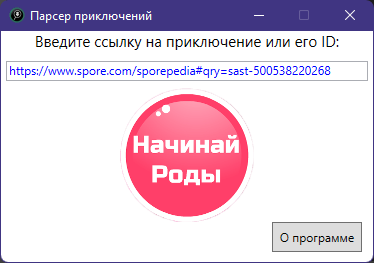 Парсер приключений
Введите ссылку на приключение или его ID:
https://www.spore.com/sporepedia#qry=sast-500538220268
Начинай
Роды
О программе